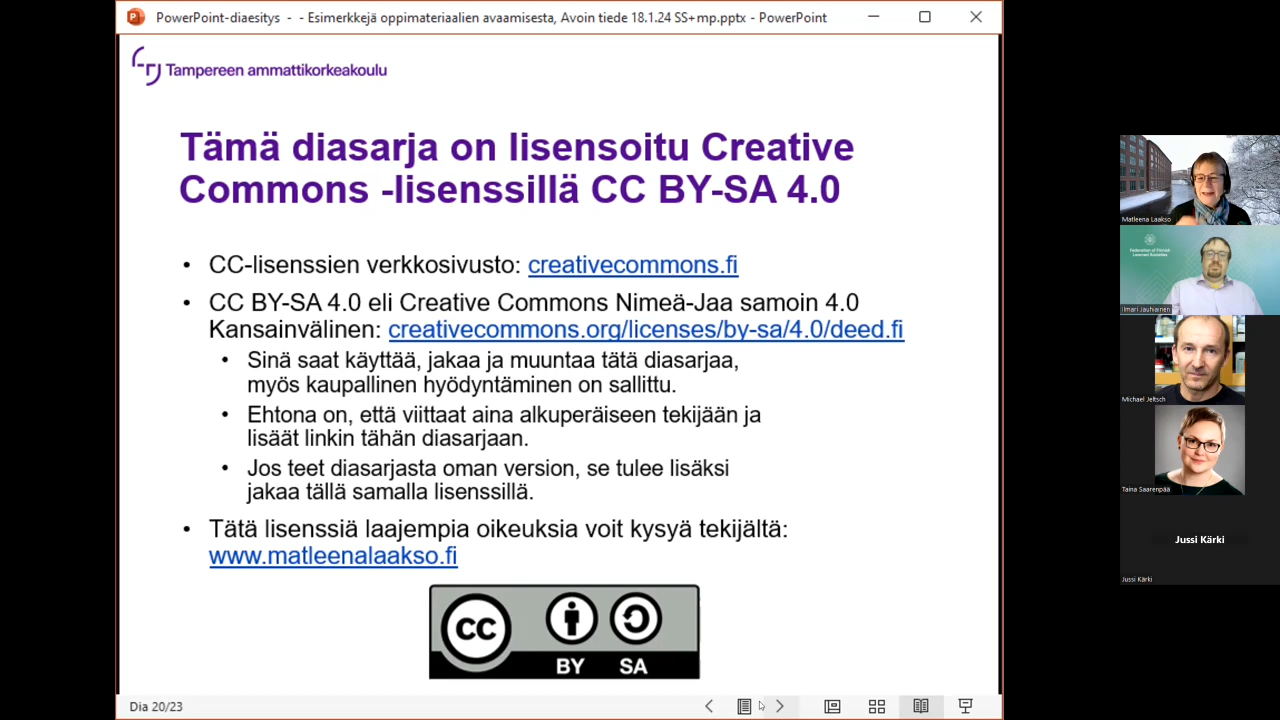 PowerPoint-diaesitys - - Esimerkkejä oppimateriaalien avaamisesta, Avoin tiede 18.1.24 SS+mp.pptx - PowerPoint
Tampereen ammattikorkeakoulu
Tämä diasarja on lisensoitu Creative
Commons -lisenssillä CC BY-SA 4.0
• CC-lisenssien verkkosivusto: creativecommons.fi
• CC BY-SA 4.0 eli Creative Commons Nimeä-Jaa samoin 4.0
Kansainvälinen: creativecommons.org/licenses/by-sa/4.0/deed.fi
• Sinä saat käyttää, jakaa ja muuntaa tätä diasarjaa,
myös kaupallinen hyödyntäminen on sallittu.
• Ehtona on, että viittaat aina alkuperäiseen tekijään ja
lisäät linkin tähän diasarjaan.
• Jos teet diasarjasta oman version, se tulee lisäksi
jakaa tällä samalla lisenssillä.
• Tätä lisenssiä laajempia oikeuksia voit kysyä tekijältä:
www.matleenalaakso.fi
CC
BY SA
Dia 20/23
Matleena Laakso
Federation of Finnish
Learned Societies
Ilmari Jauhiainen
Michael Jeltsch
Taina Saarenpää
Jussi Kärki
Jussi Kärki